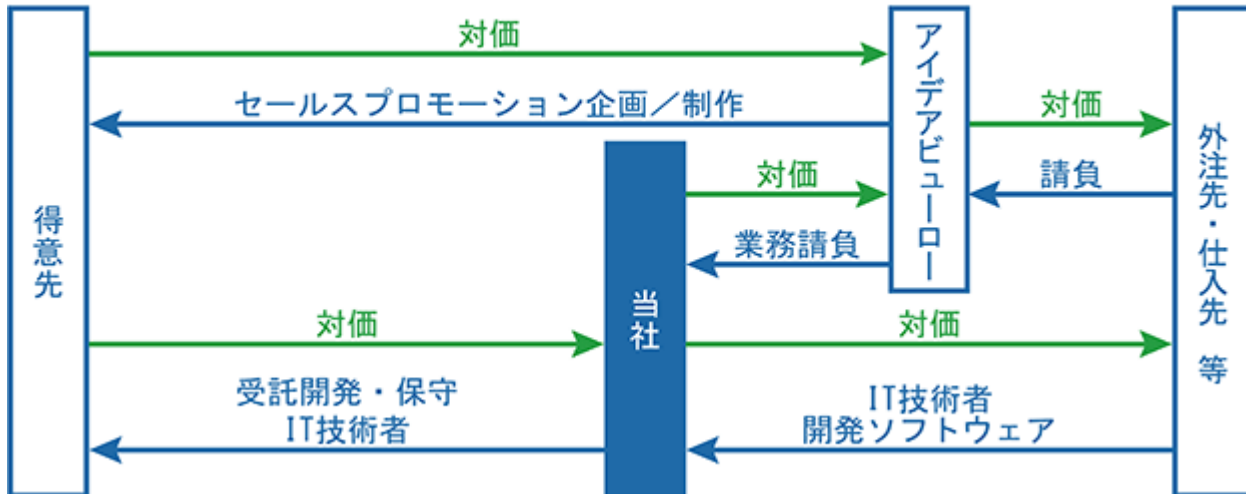 対価
セールスプロモーション企画／制作
アイデアビューロー
対価
請負
対価
業務請負
得意先
当社
外注先・仕入先 等
対価
対価
受託開発・保守
IT技術者
IT技術者
開発ソフトウェア